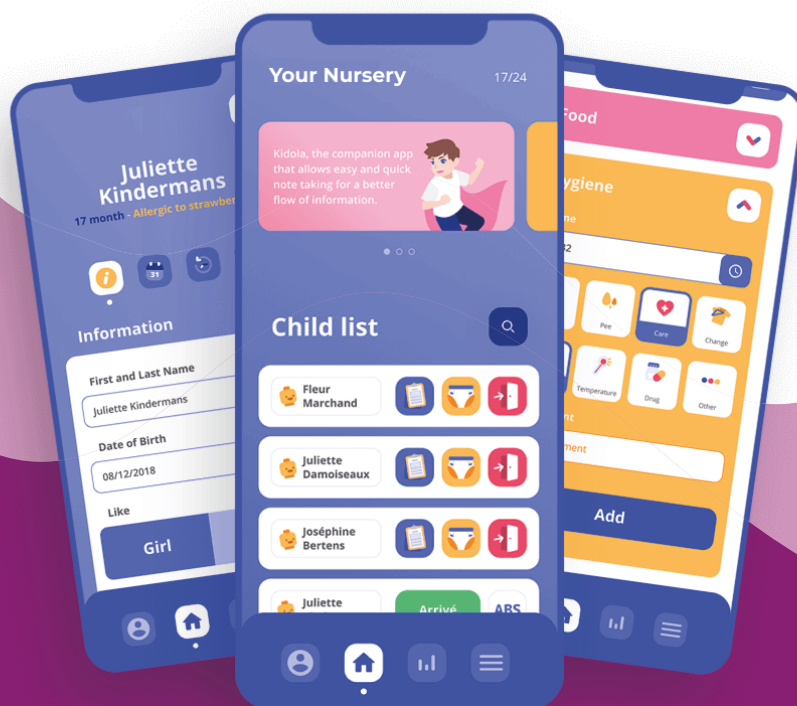 Juliette
Kindermans
17 month - Allergic to
31
Information
First and Last Name
Juliette Kindermans
Date of Birth
08/12/2018
Like
Girl
Your Nursery
17/24
Kidola, the companion app
that allows easy and quick
note taking for a better
flow of information.
Child list
Fleur
Marchand
Juliette
Damoiseaux
Joséphine
Bertens
Juliette
Arrivé
ABS
Food
Pee
Care
Change
Temperature
Drug
Other
Add